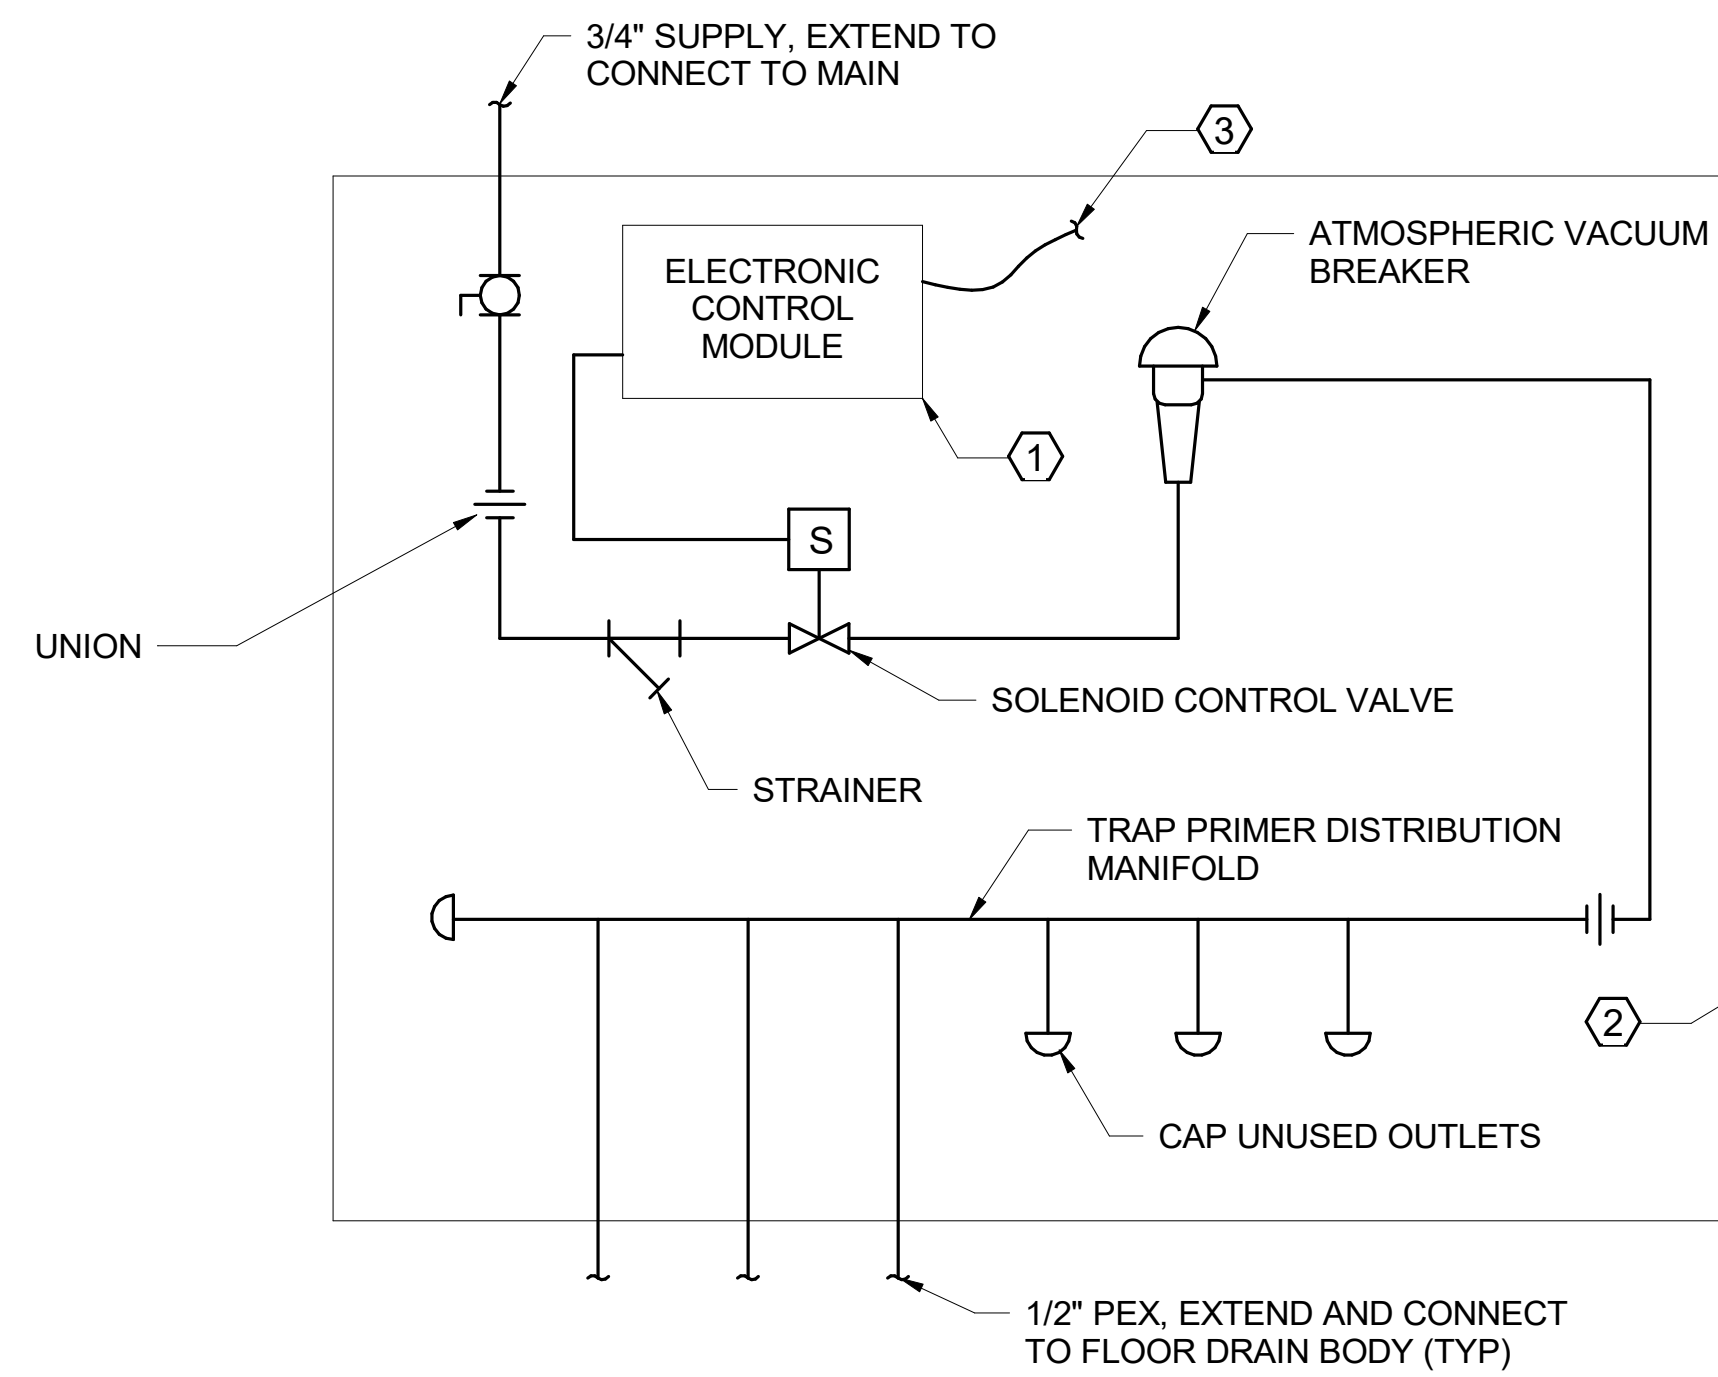 3/4" SUPPLY, EXTEND TO
CONNECT TO MAIN
3
ATMOSPHERIC VACUUM
BREAKER
ELECTRONIC
CONTROL
MODULE
1
S
UNION
SOLENOID CONTROL VALVE
STRAINER
TRAP PRIMER DISTRIBUTION
MANIFOLD
2
CAP UNUSED OUTLETS
1/2" PEX, EXTEND AND CONNECT
TO FLOOR DRAIN BODY (TYP)